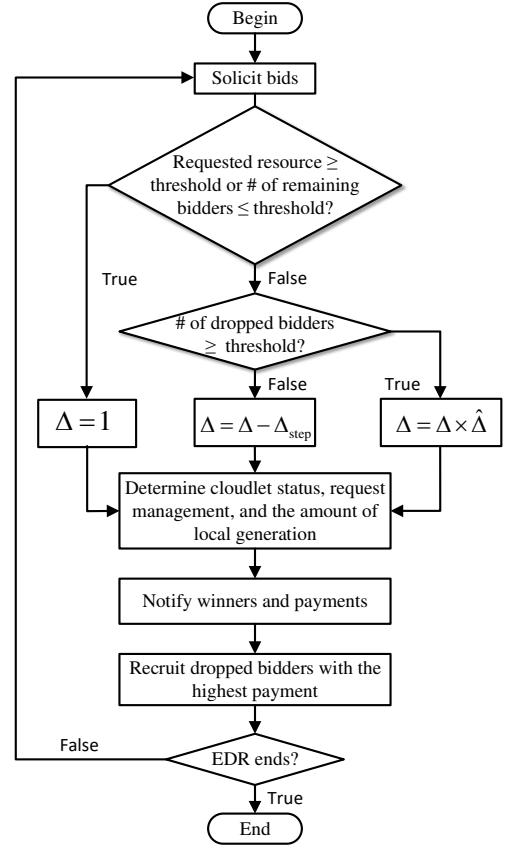 Begin
Solicit bids
Requested resource ≥
threshold or # of remaining
bidders ≤ threshold?
True
False
# of dropped bidders
≥ threshold?
False
True
Δ = 1
Δ = Δ − Δ_step
Δ = Δ × Δ̂
Determine cloudlet status, request
management, and the amount of
local generation
Notify winners and payments
Recruit dropped bidders with the
highest payment
False
EDR ends?
True
End